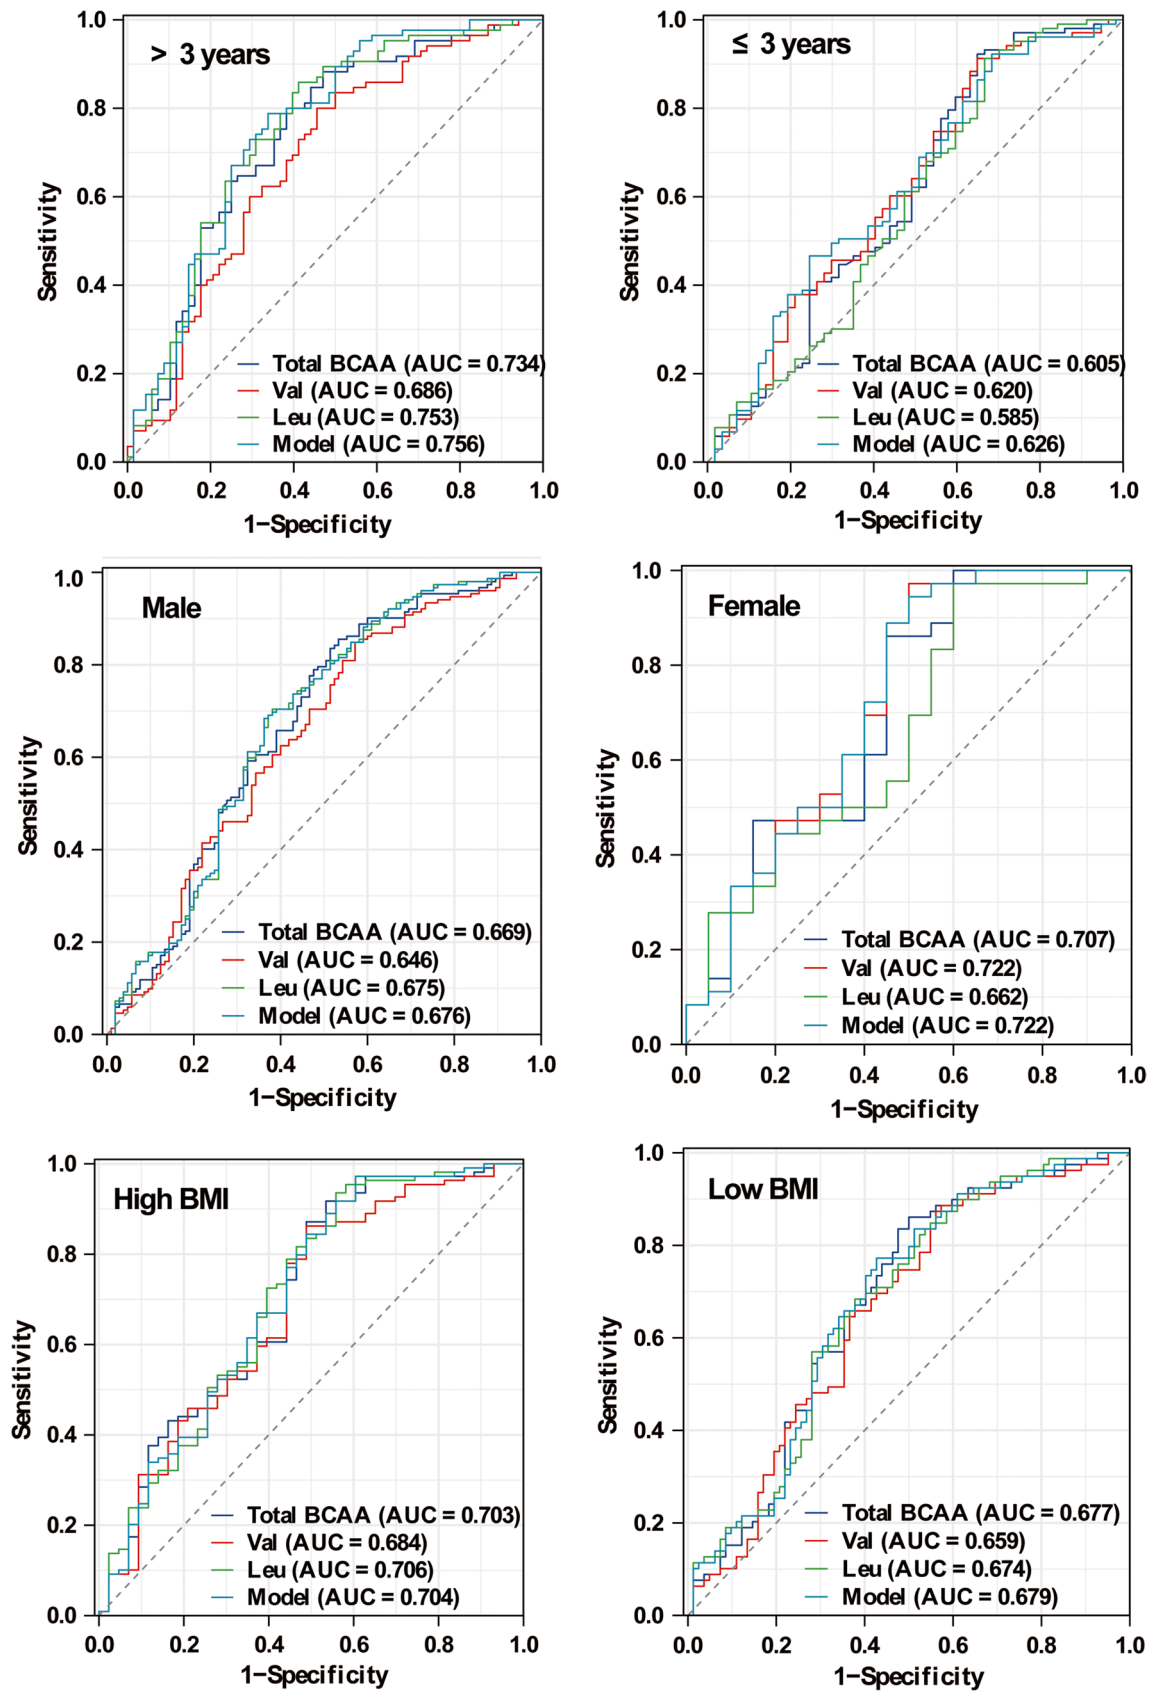 > 3 years
1.0
0.8
0.6
0.4
0.2
0.0
Sensitivity
Total BCAA (AUC = 0.734)
Val (AUC = 0.686)
Leu (AUC = 0.753)
Model (AUC = 0.756)
0.0 0.2 0.4 0.6 0.8 1.0
1−Specificity
≤ 3 years
1.0
0.8
0.6
0.4
0.2
0.0
Sensitivity
Total BCAA (AUC = 0.605)
Val (AUC = 0.620)
Leu (AUC = 0.585)
Model (AUC = 0.626)
0.0 0.2 0.4 0.6 0.8 1.0
1−Specificity
Male
1.0
0.8
0.6
0.4
0.2
0.0
Sensitivity
Total BCAA (AUC = 0.669)
Val (AUC = 0.646)
Leu (AUC = 0.675)
Model (AUC = 0.676)
0.0 0.2 0.4 0.6 0.8 1.0
1−Specificity
Female
1.0
0.8
0.6
0.4
0.2
0.0
Sensitivity
Total BCAA (AUC = 0.707)
Val (AUC = 0.722)
Leu (AUC = 0.662)
Model (AUC = 0.722)
0.0 0.2 0.4 0.6 0.8 1.0
1−Specificity
High BMI
1.0
0.8
0.6
0.4
0.2
0.0
Sensitivity
Total BCAA (AUC = 0.703)
Val (AUC = 0.684)
Leu (AUC = 0.706)
Model (AUC = 0.704)
0.0 0.2 0.4 0.6 0.8 1.0
1−Specificity
Low BMI
1.0
0.8
0.6
0.4
0.2
0.0
Sensitivity
Total BCAA (AUC = 0.677)
Val (AUC = 0.659)
Leu (AUC = 0.674)
Model (AUC = 0.679)
0.0 0.2 0.4 0.6 0.8 1.0
1−Specificity